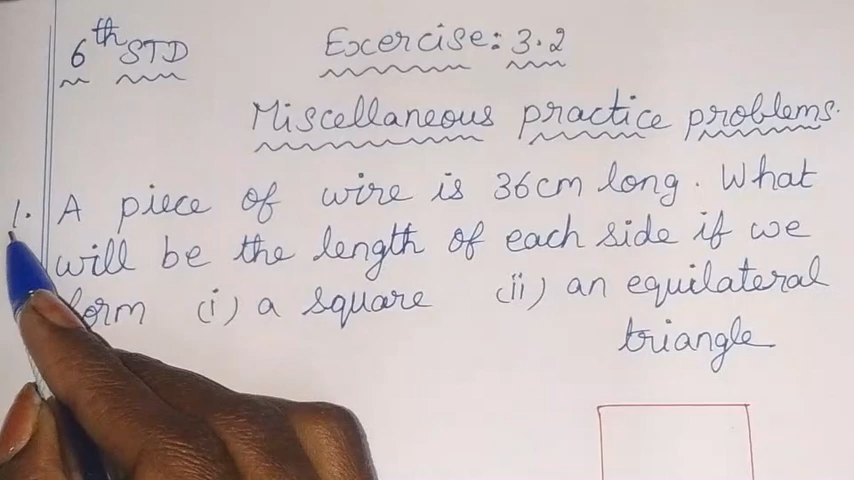 6th STD
Excercise: 3.2
Miscellaneous practice problems.
1. A piece of wire is 36cm long. What
will be the length of each side if we
form (i) a square (ii) an equilateral
triangle